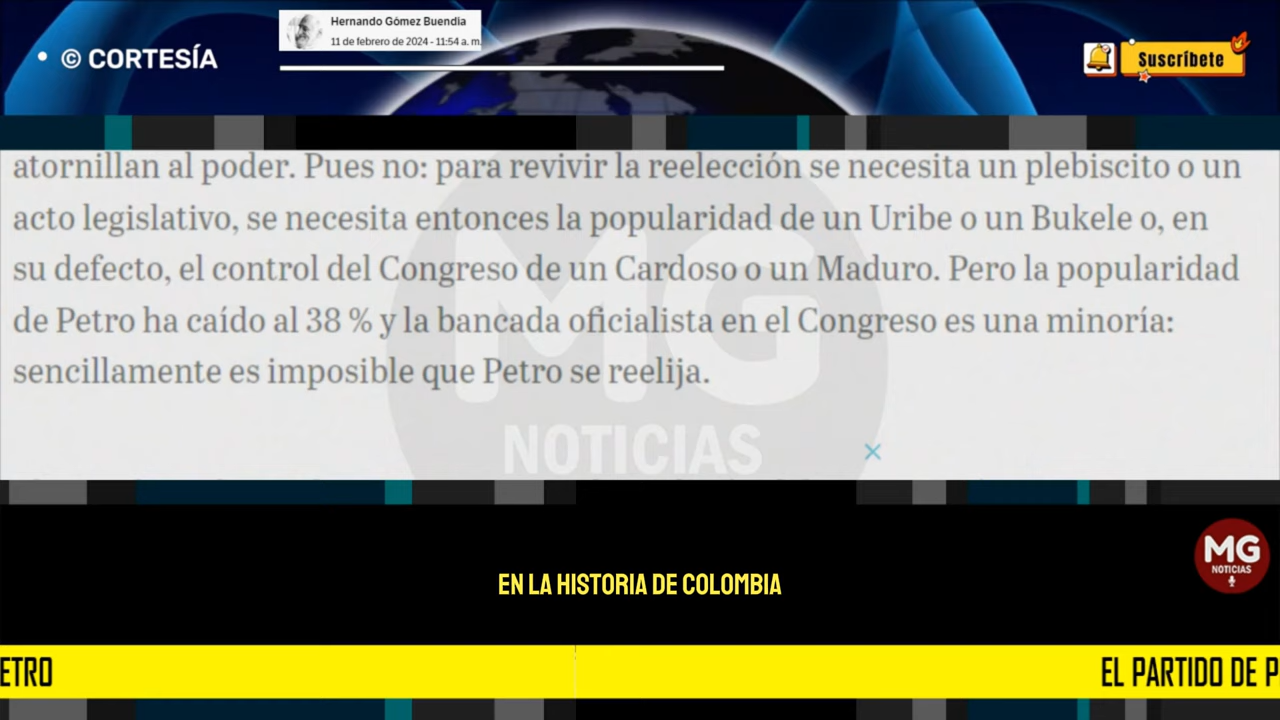 Hernando Gómez Buendía
© CORTESÍA
11 de febrero de 2024 - 11:54 a. m.
Suscríbete
atornillan al poder. Pues no: para revivir la reelección se necesita un plebiscito o un
acto legislativo, se necesita entonces la popularidad de un Uribe o un Bukele o, en
su defecto, el control del Congreso de un Cardoso o un Maduro. Pero la popularidad
de Petro ha caído al 38 % y la bancada oficialista en el Congreso es una minoría:
sencillamente es imposible que Petro se reelija.
MG
NOTICIAS
MG
NOTICIAS
EN LA HISTORIA DE COLOMBIA
ETRO
EL PARTIDO DE P